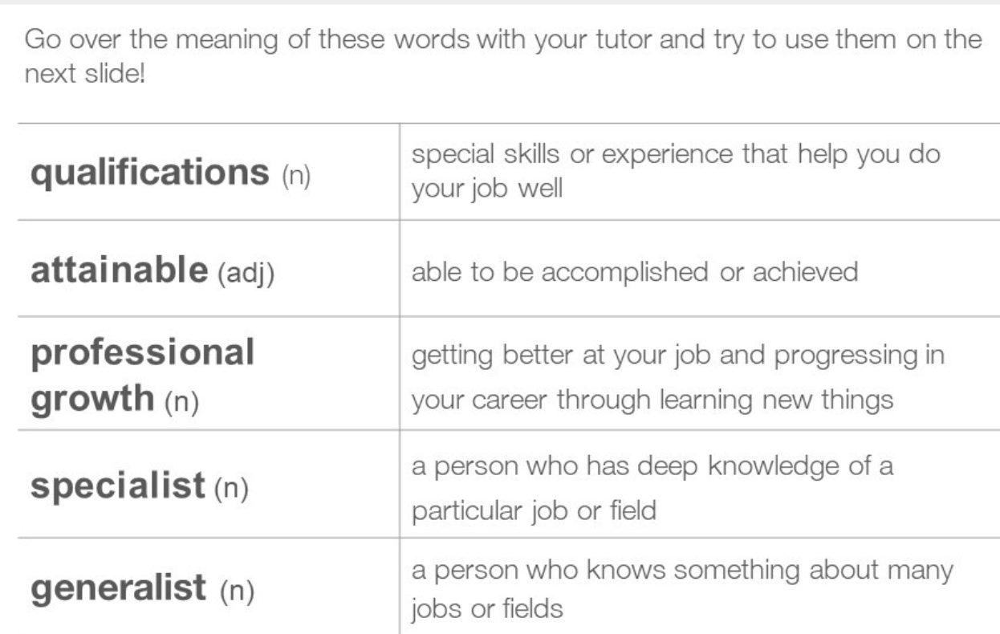 Go over the meaning of these words with your tutor and try to use them on the
next slide!
qualifications (n)
special skills or experience that help you do
your job well
attainable (adj)
able to be accomplished or achieved
professional
growth (n)
getting better at your job and progressing in
your career through learning new things
specialist (n)
a person who has deep knowledge of a
particular job or field
generalist (n)
a person who knows something about many
jobs or fields